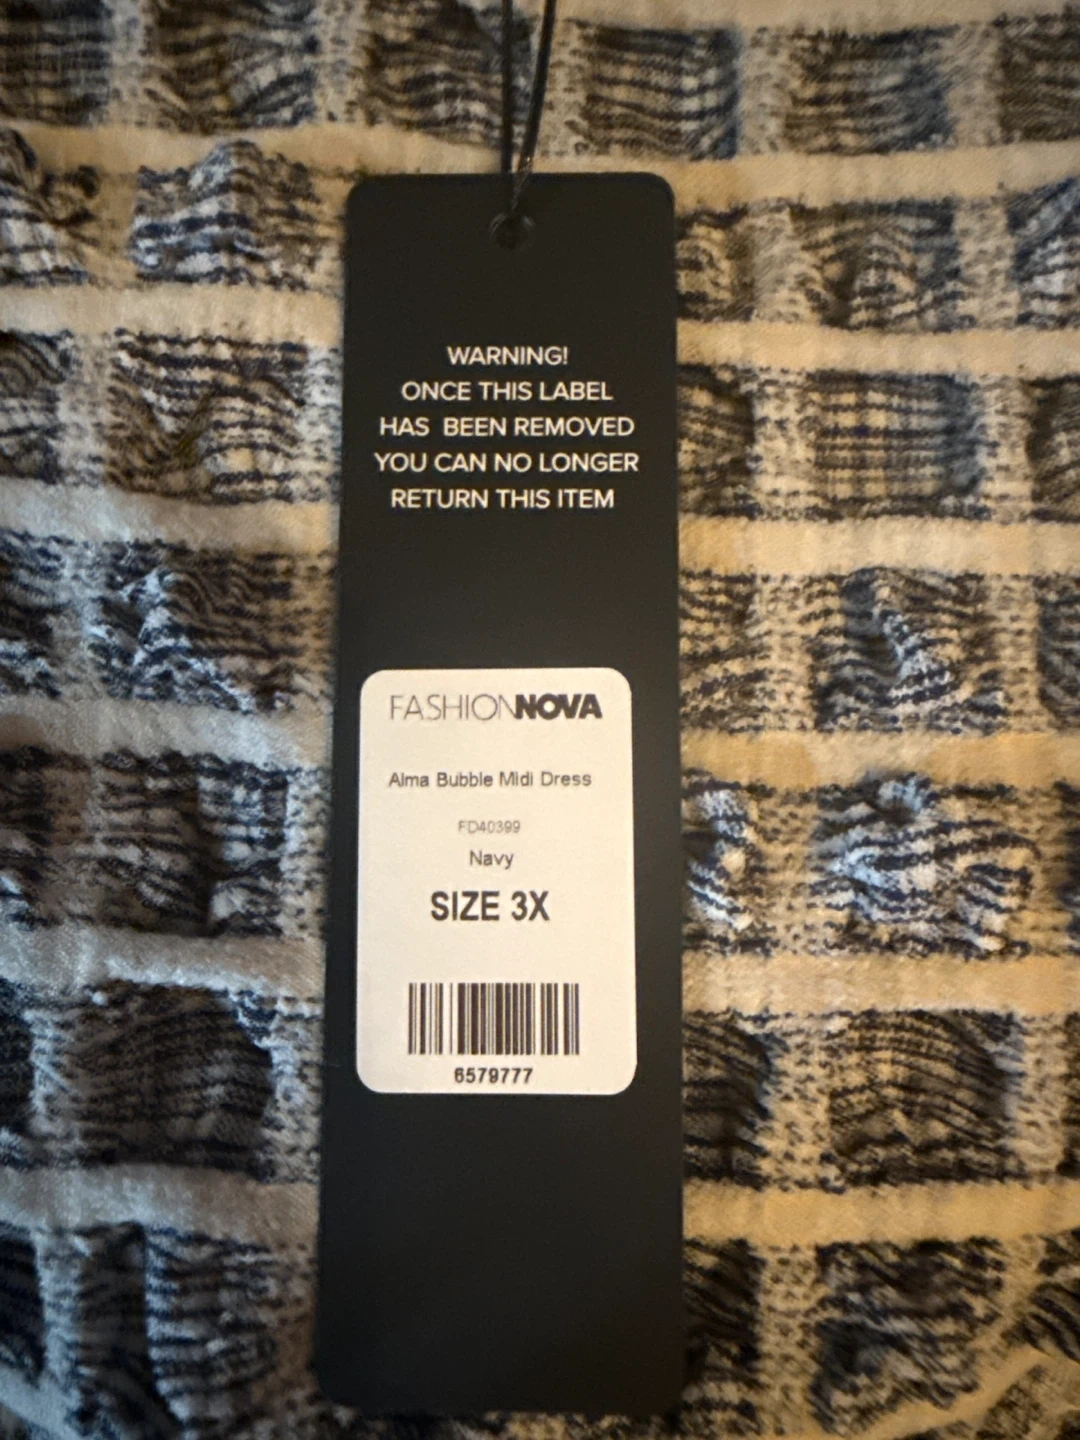 WARNING!
ONCE THIS LABEL
HAS BEEN REMOVED
YOU CAN NO LONGER
RETURN THIS ITEM
FASHIONNOVA
Alma Bubble Midi Dress
FD40399
Navy
SIZE 3X
6579777